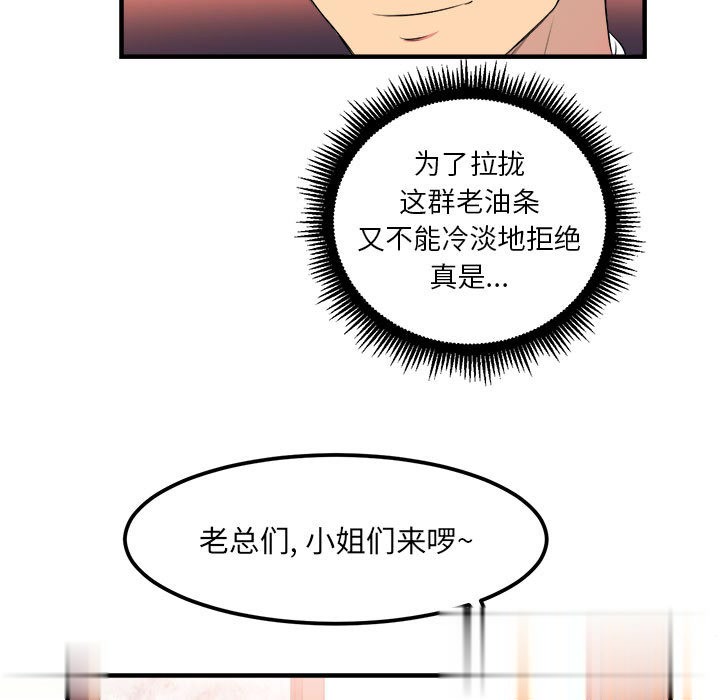 为了拉拢
这群老油条
又不能冷淡地拒绝
真是...
老总们, 小姐们来啰~